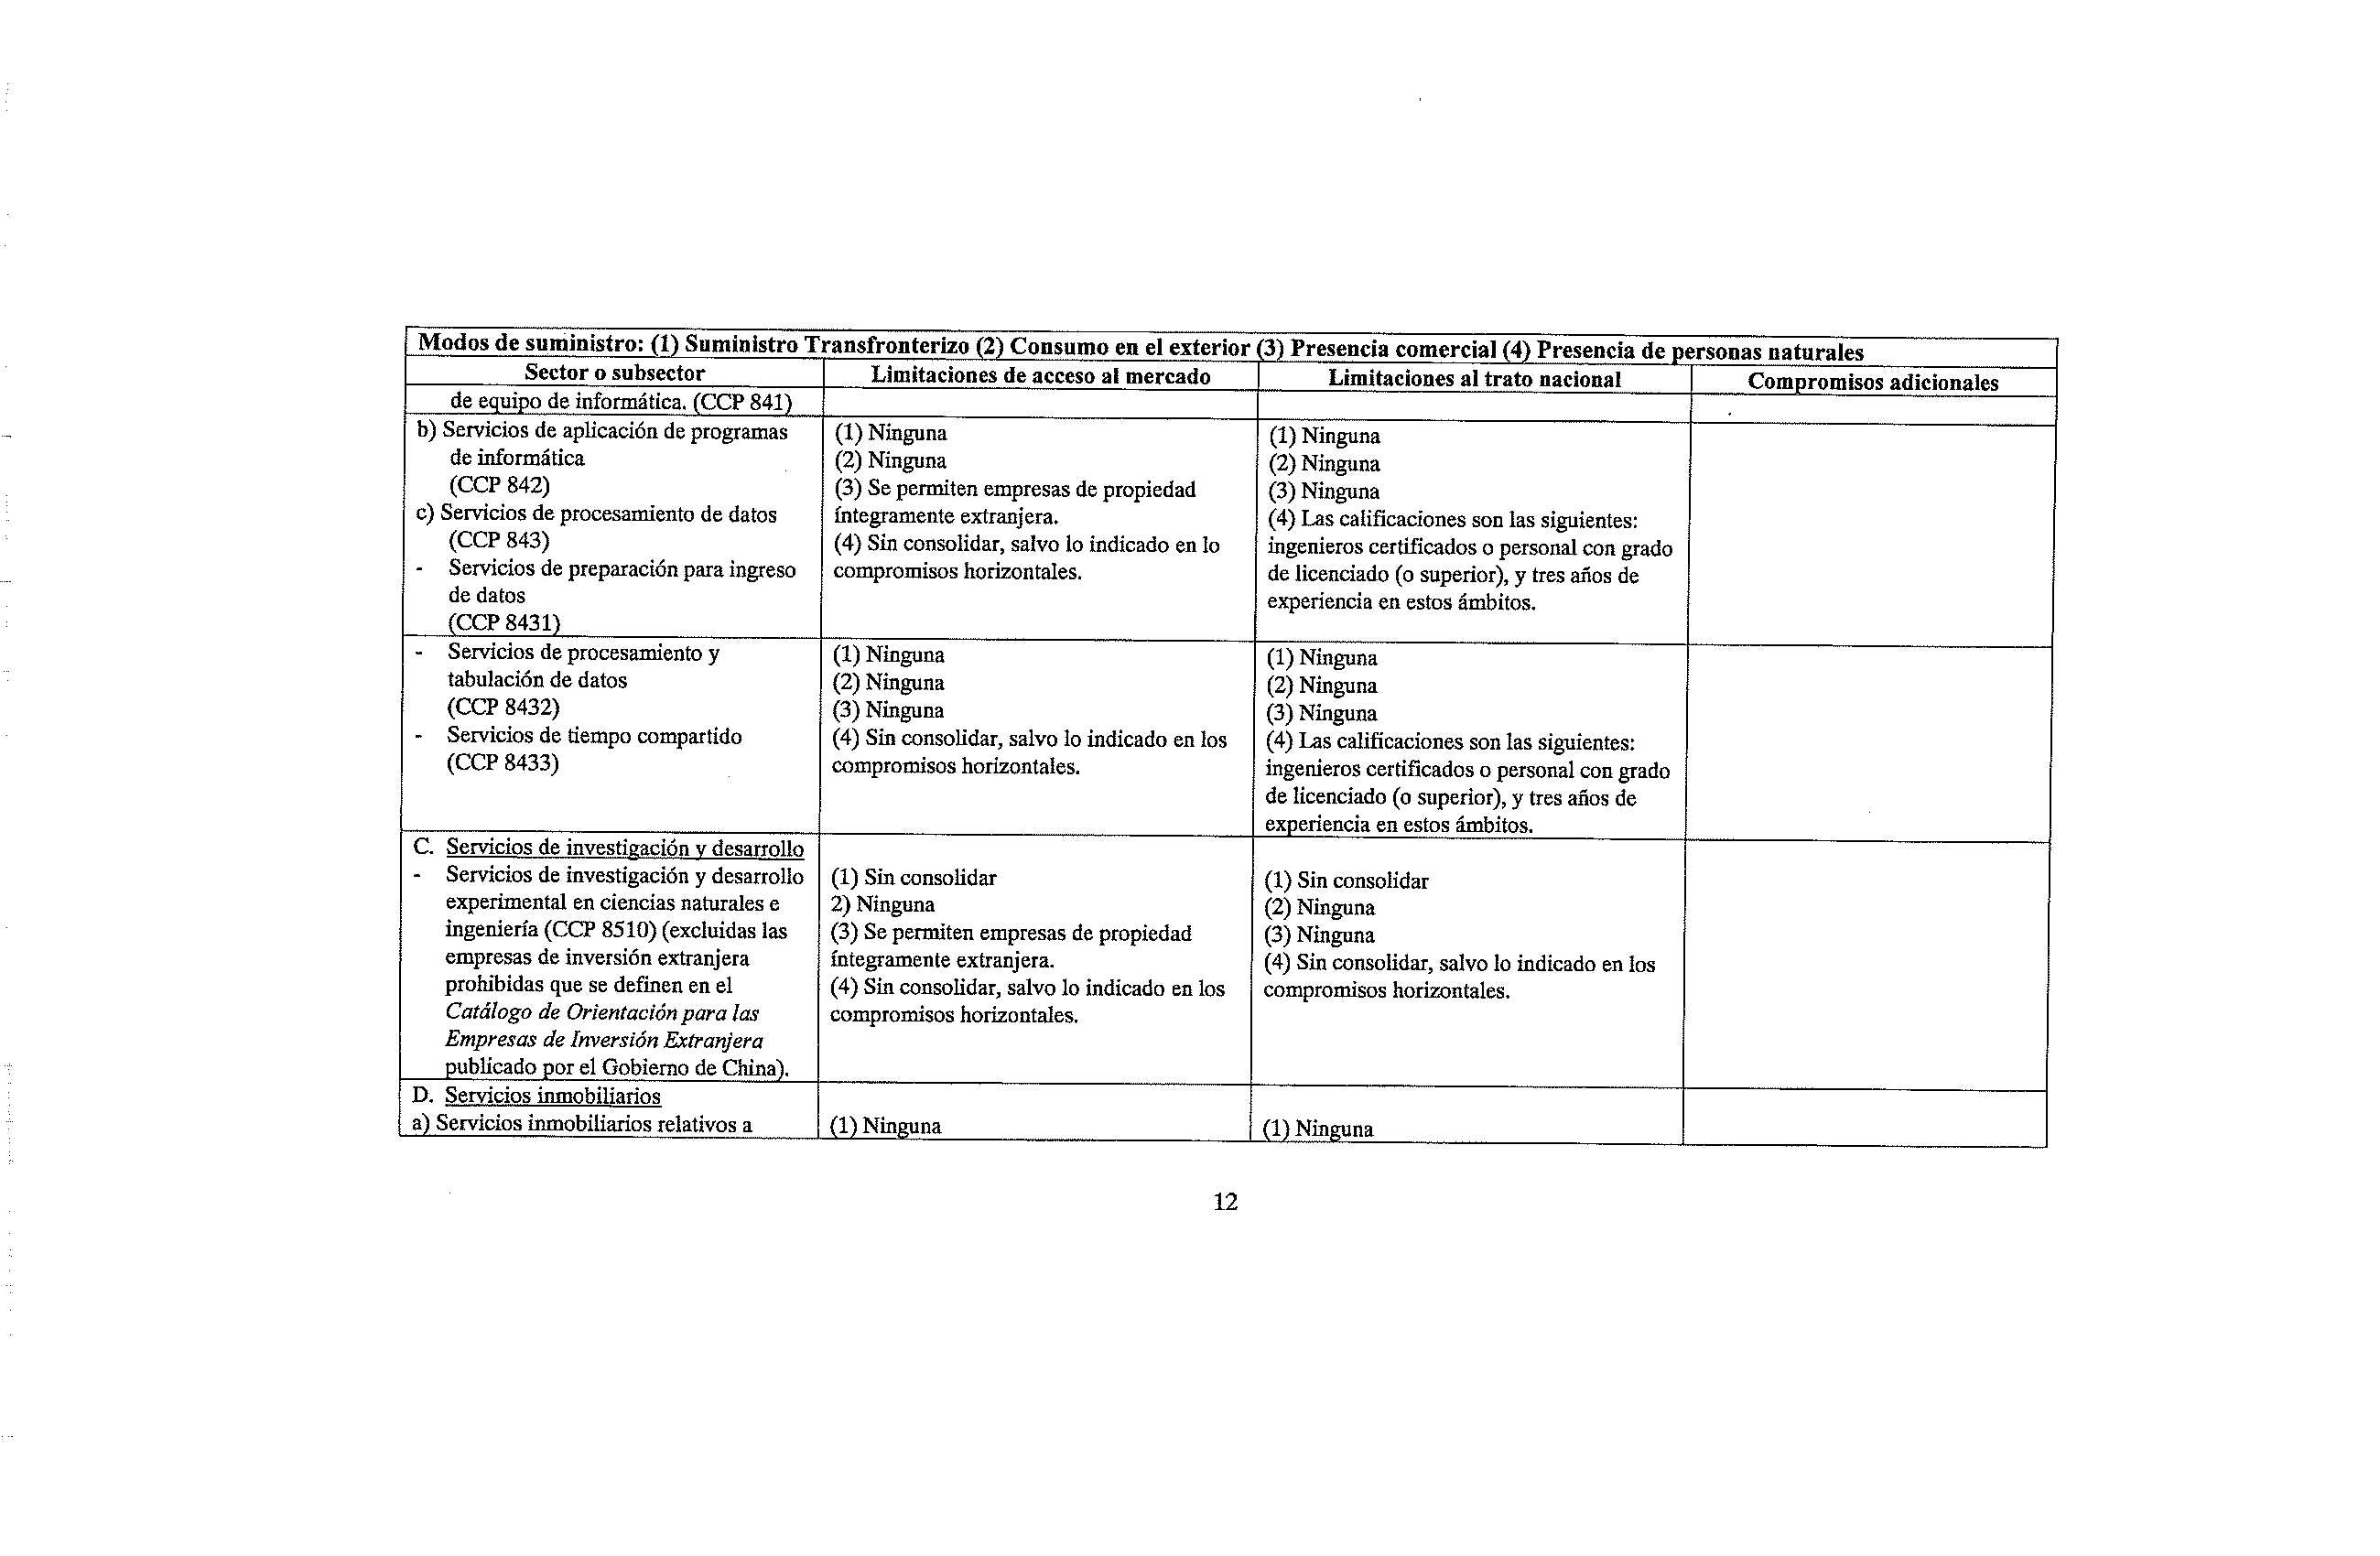 Modos de suministro: (1) Suministro Transfronterizo (2) Consumo en el exterior (3) Presencia comercial (4) Presencia de personas naturales
Sector o subsector
Limitaciones de acceso al mercado
Limitaciones al trato nacional
Compromisos adicionales
de equipo de informática. (CCP 841)
b) Servicios de aplicación de programas
de informática
(CCP 842)
c) Servicios de procesamiento de datos
(CCP 843)
- Servicios de preparación para ingreso
de datos
(CCP 8431)
(1) Ninguna
(2) Ninguna
(3) Se permiten empresas de propiedad
íntegramente extranjera.
(4) Sin consolidar, salvo lo indicado en lo
compromisos horizontales.
(1) Ninguna
(2) Ninguna
(3) Ninguna
(4) Las calificaciones son las siguientes:
ingenieros certificados o personal con grado
de licenciado (o superior), y tres años de
experiencia en estos ámbitos.
- Servicios de procesamiento y
tabulación de datos
(CCP 8432)
- Servicios de tiempo compartido
(CCP 8433)
(1) Ninguna
(2) Ninguna
(3) Ninguna
(4) Sin consolidar, salvo lo indicado en los
compromisos horizontales.
(1) Ninguna
(2) Ninguna
(3) Ninguna
(4) Las calificaciones son las siguientes:
ingenieros certificados o personal con grado
de licenciado (o superior), y tres años de
experiencia en estos ámbitos.
C. Servicios de investigación y desarrollo
- Servicios de investigación y desarrollo
experimental en ciencias naturales e
ingeniería (CCP 8510) (excluidas las
empresas de inversión extranjera
prohibidas que se definen en el
Catálogo de Orientación para las
Empresas de Inversión Extranjera
publicado por el Gobierno de China).
(1) Sin consolidar
2) Ninguna
(3) Se permiten empresas de propiedad
íntegramente extranjera.
(4) Sin consolidar, salvo lo indicado en los
compromisos horizontales.
(1) Sin consolidar
(2) Ninguna
(3) Ninguna
(4) Sin consolidar, salvo lo indicado en los
compromisos horizontales.
D. Servicios inmobiliarios
a) Servicios inmobiliarios relativos a
(1) Ninguna
(1) Ninguna
12